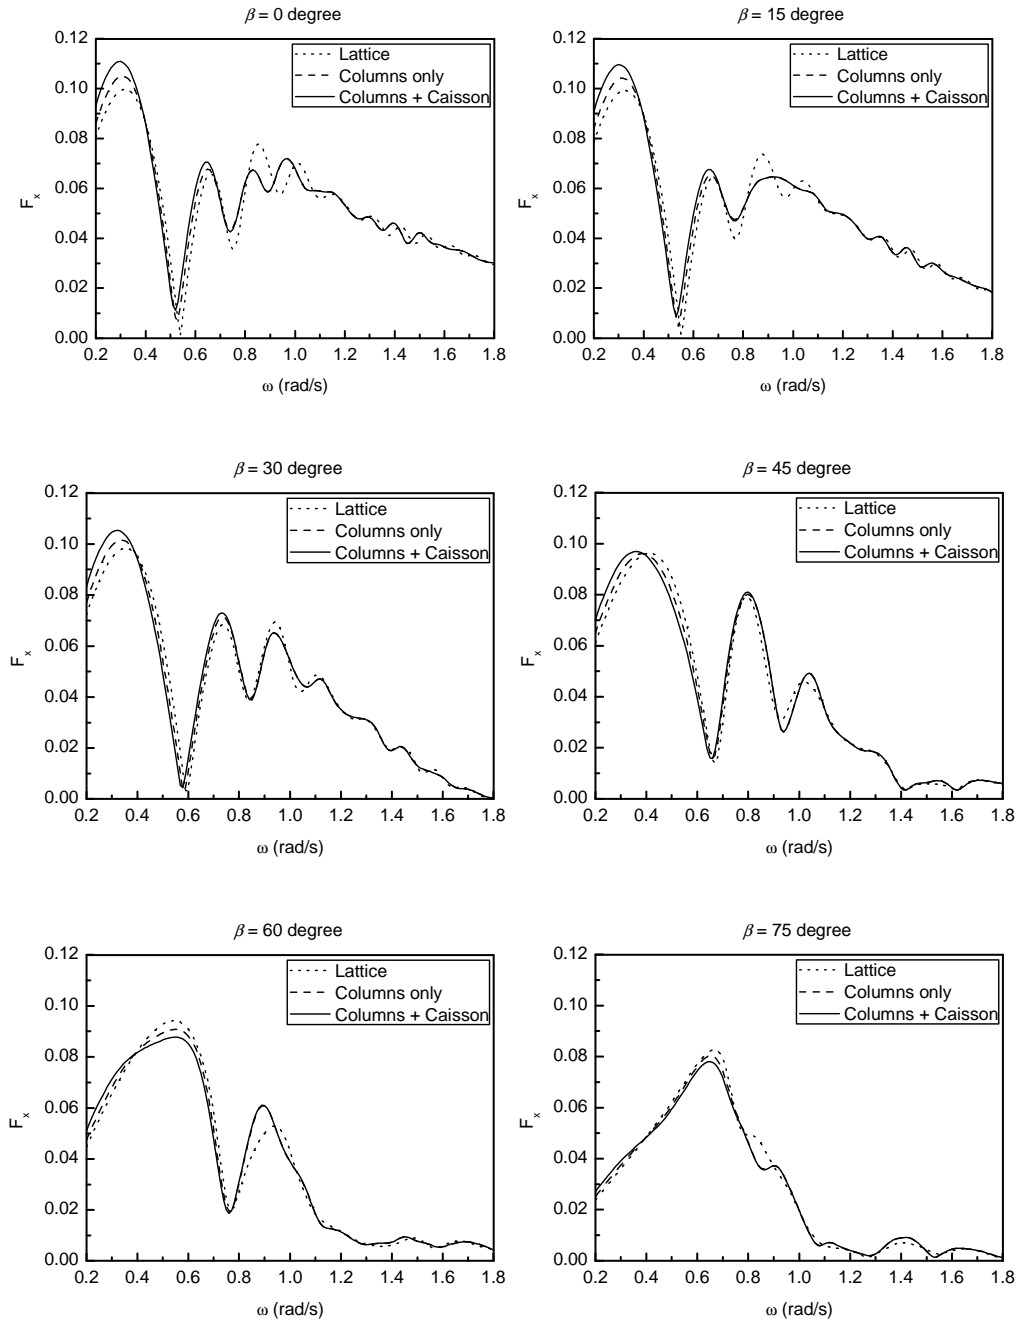 β = 0 degree
0.12
0.10
0.08
0.06
0.04
0.02
0.00
F x
Lattice
Columns only
Columns + Caisson
0.2 0.4 0.6 0.8 1.0 1.2 1.4 1.6 1.8
ω (rad/s)
β = 15 degree
0.12
0.10
0.08
0.06
0.04
0.02
0.00
F x
Lattice
Columns only
Columns + Caisson
0.2 0.4 0.6 0.8 1.0 1.2 1.4 1.6 1.8
ω (rad/s)
β = 30 degree
0.12
0.10
0.08
0.06
0.04
0.02
0.00
F x
Lattice
Columns only
Columns + Caisson
0.2 0.4 0.6 0.8 1.0 1.2 1.4 1.6 1.8
ω (rad/s)
β = 45 degree
0.12
0.10
0.08
0.06
0.04
0.02
0.00
F x
Lattice
Columns only
Columns + Caisson
0.2 0.4 0.6 0.8 1.0 1.2 1.4 1.6 1.8
ω (rad/s)
β = 60 degree
0.12
0.10
0.08
0.06
0.04
0.02
0.00
F x
Lattice
Columns only
Columns + Caisson
0.2 0.4 0.6 0.8 1.0 1.2 1.4 1.6 1.8
ω (rad/s)
β = 75 degree
0.12
0.10
0.08
0.06
0.04
0.02
0.00
F x
Lattice
Columns only
Columns + Caisson
0.2 0.4 0.6 0.8 1.0 1.2 1.4 1.6 1.8
ω (rad/s)